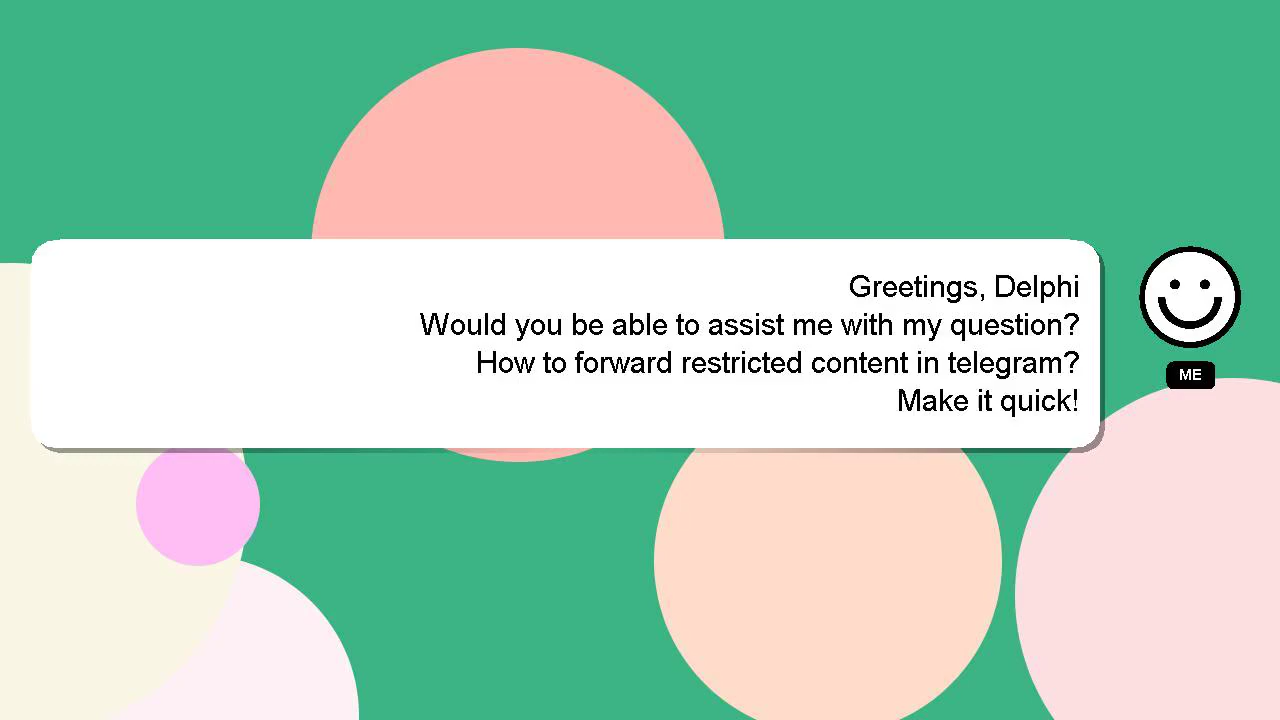 Greetings, Delphi
Would you be able to assist me with my question?
How to forward restricted content in telegram?
Make it quick!
ME